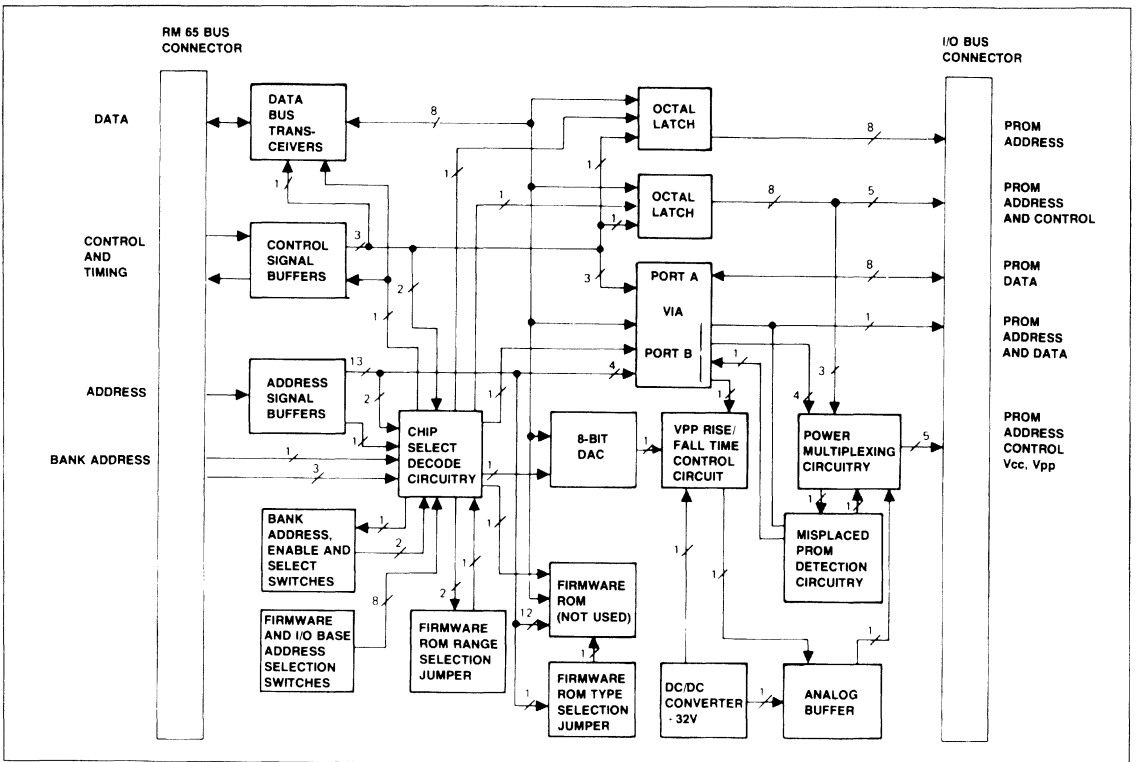 RM 65 BUS
CONNECTOR
I/O BUS
CONNECTOR
DATA
CONTROL
AND
TIMING
ADDRESS
BANK ADDRESS
DATA
BUS
TRANS-
CEIVERS
8
1
CONTROL
SIGNAL
BUFFERS
3
2
1
ADDRESS
SIGNAL
BUFFERS
13
2
1
1
3
CHIP
SELECT
DECODE
CIRCUITRY
1
1
1
1
1
BANK
ADDRESS,
ENABLE AND
SELECT
SWITCHES
1
2
FIRMWARE
AND I/O BASE
ADDRESS
SELECTION
SWITCHES
8
2
1
FIRMWARE
ROM RANGE
SELECTION
JUMPER
OCTAL
LATCH
8
1
OCTAL
LATCH
8
5
1
3
PORT A
VIA
PORT B
8
1
4
1
1
4
3
8-BIT
DAC
1
VPP RISE/
FALL TIME
CONTROL
CIRCUIT
POWER
MULTIPLEXING
CIRCUITRY
5
1
1
MISPLACED
PROM
DETECTION
CIRCUITRY
1
1
1
FIRMWARE
ROM
(NOT USED)
12
1
1
FIRMWARE
ROM TYPE
SELECTION
JUMPER
DC/DC
CONVERTER
- 32V
1
ANALOG
BUFFER
PROM
ADDRESS
PROM
ADDRESS
AND CONTROL
PROM
DATA
PROM
ADDRESS
AND DATA
PROM
ADDRESS
CONTROL
Vcc, Vpp